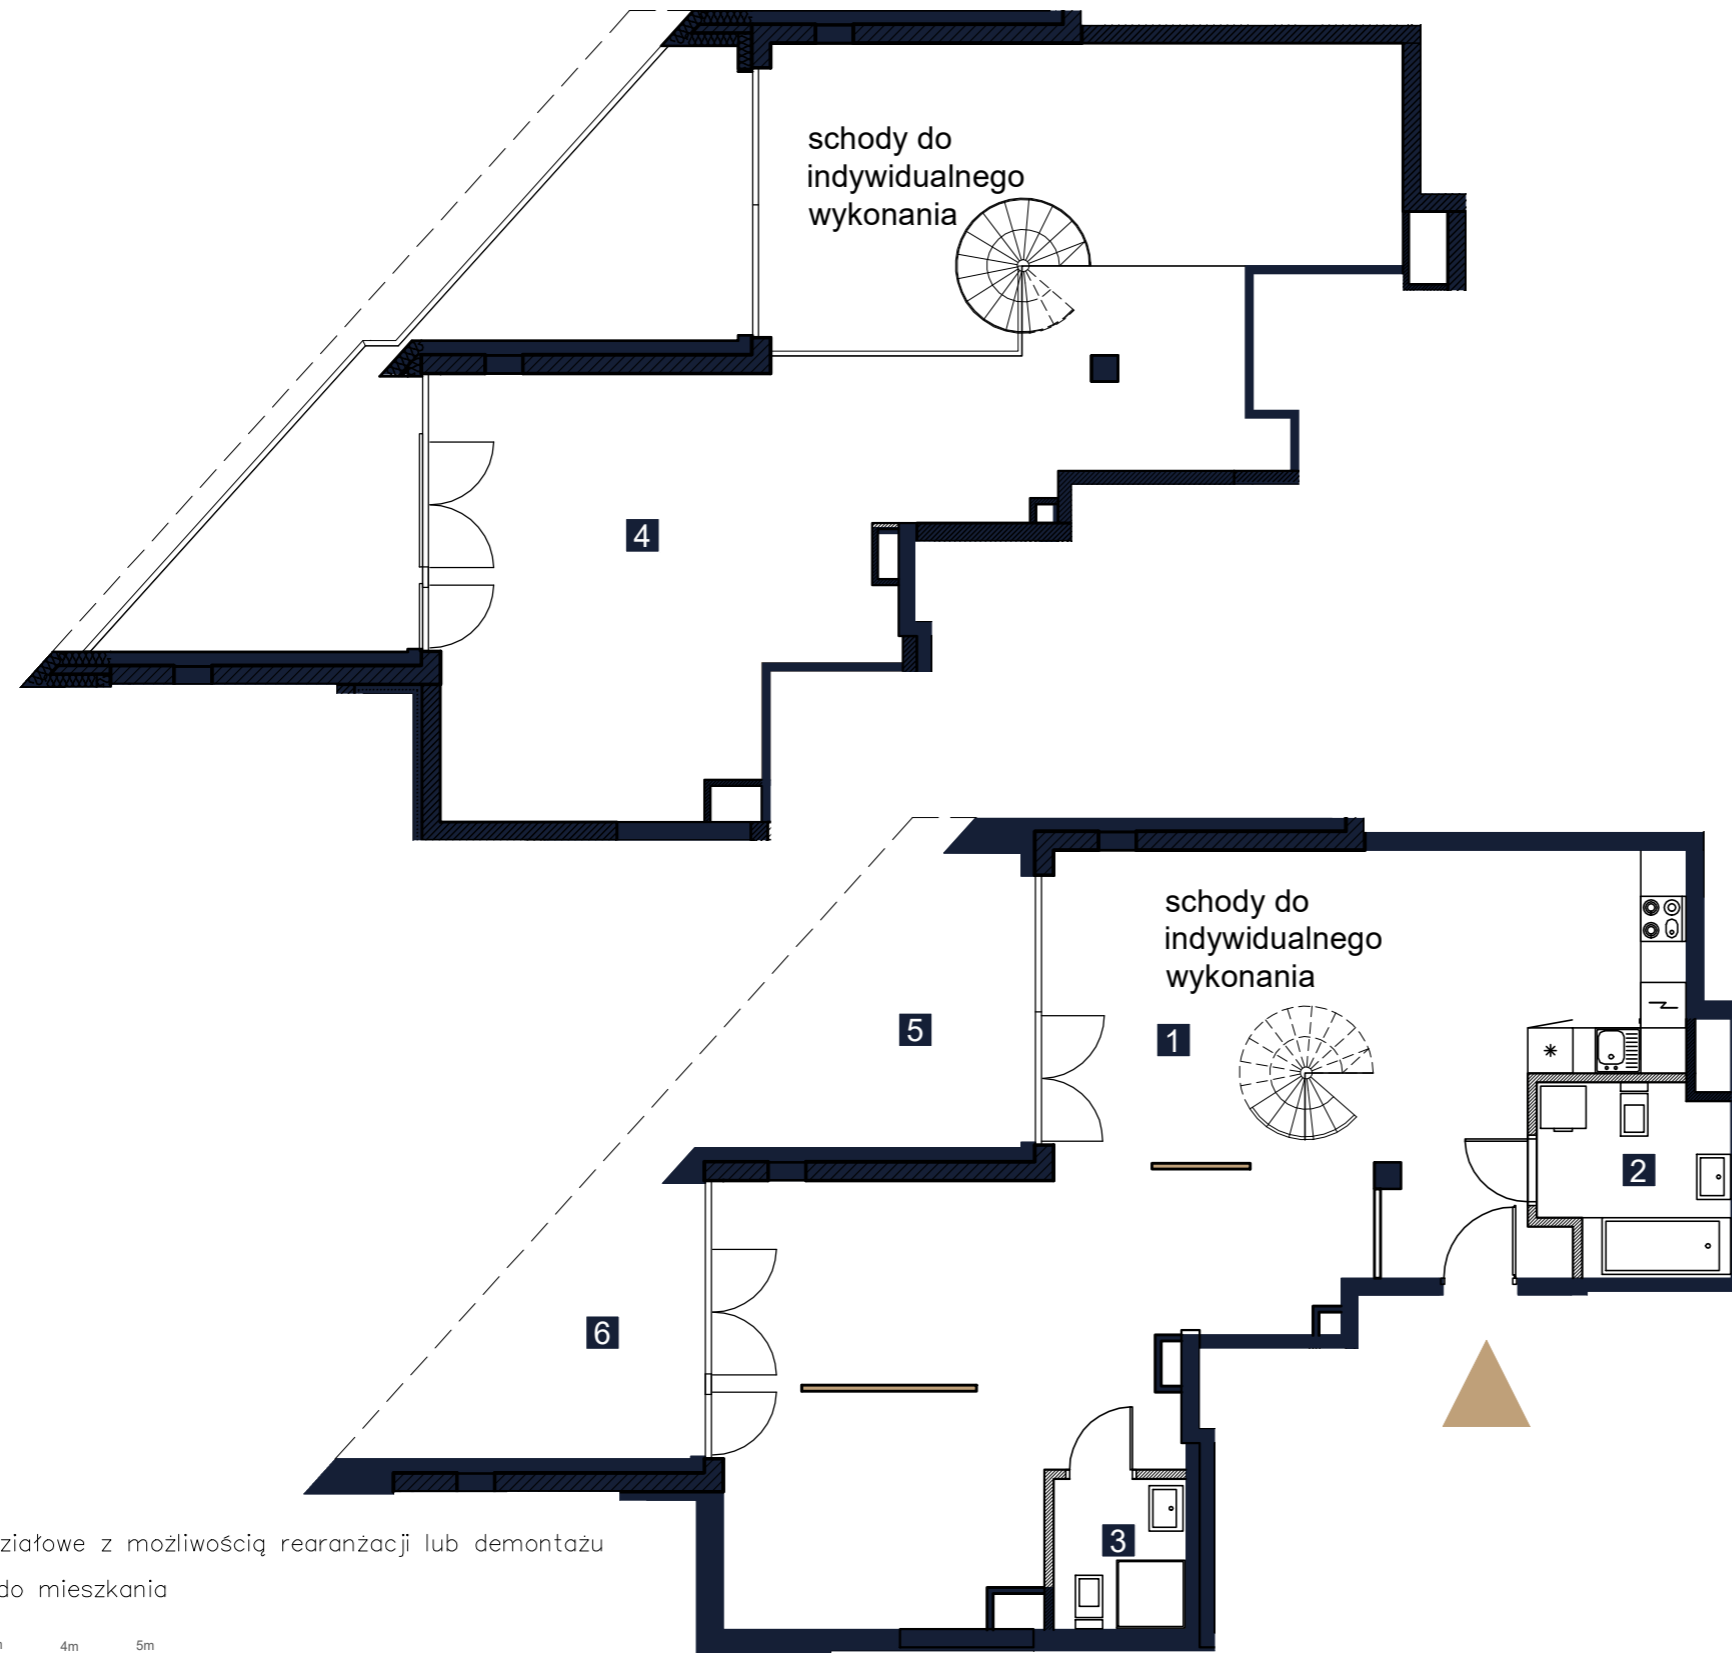 schody do
indywidualnego
wykonania
4
schody do
indywidualnego
wykonania
5
1
2
6
3
działowe z możliwością rearanżacji lub demontażu
do mieszkania
4m 5m